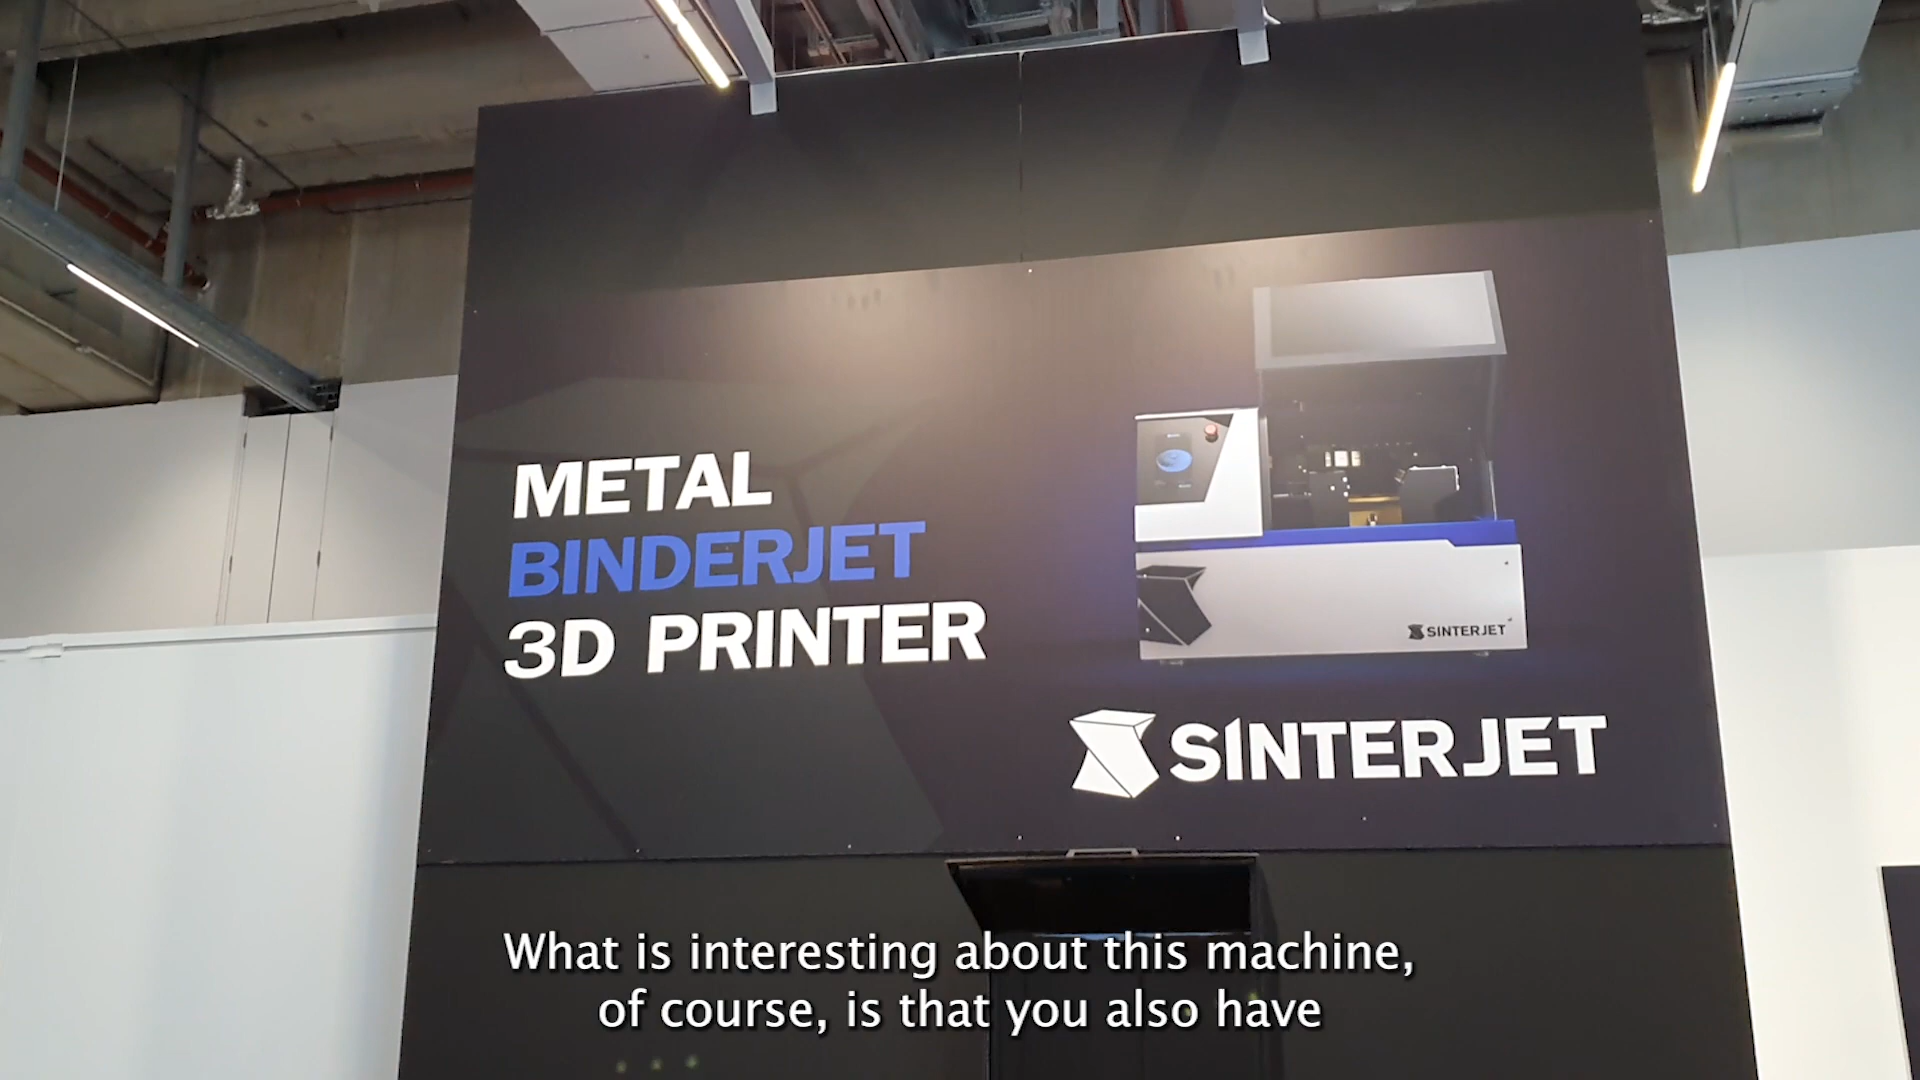 METAL
BINDERJET
3D PRINTER
SINTERJET
SINTERJET
What is interesting about this machine,
of course, is that you also have